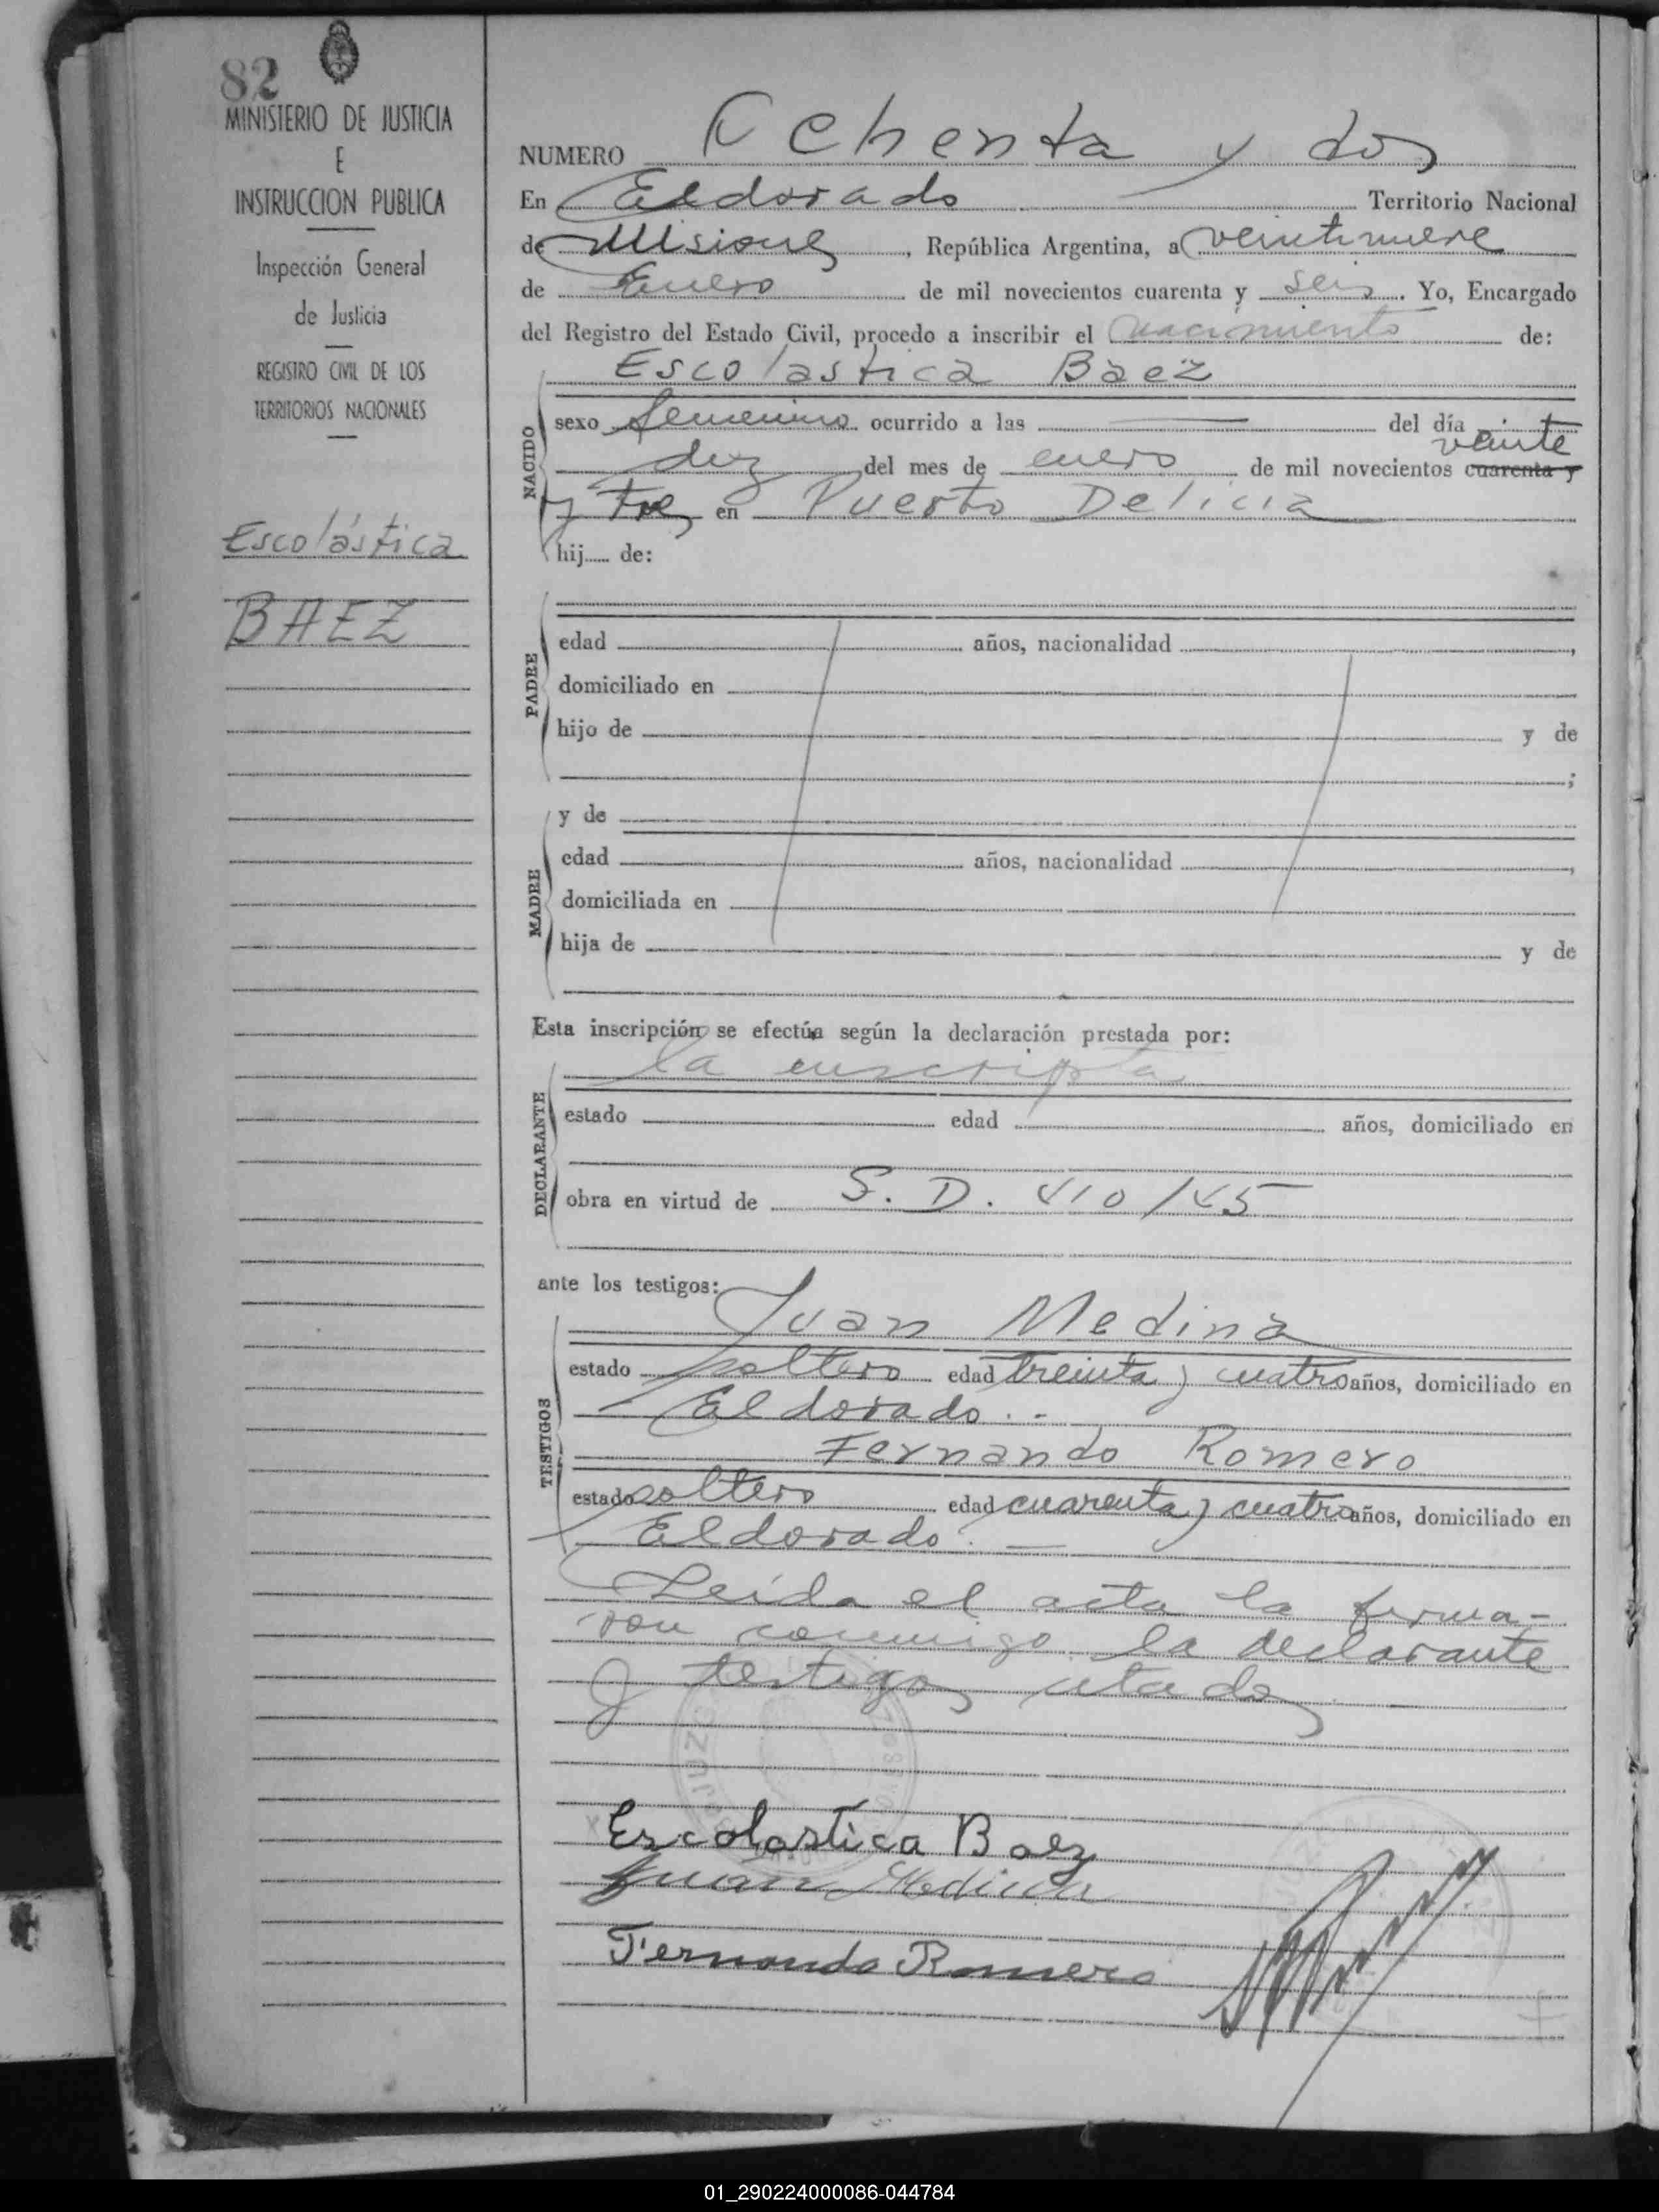 82
MINISTERIO DE JUSTICIA
E
INSTRUCCION PUBLICA
Inspección General
de Justicia
REGISTRO CIVIL DE LOS
TERRITORIOS NACIONALES
Escolástica
BAEZ
NUMERO Ochenta y dos
En Eldorado Territorio Nacional
de Misiones, República Argentina, a veintinueve
de Enero de mil novecientos cuarenta y seis. Yo, Encargado
del Registro del Estado Civil, procedo a inscribir el nacimiento de:
Escolastica Baez
NACIDO
sexo femenino ocurrido a las del día
diez del mes de enero de mil novecientos cuarenta y veinte
y tres en Puerto Delicia
hij..... de:
PADRE
edad años, nacionalidad ,
domiciliado en
hijo de y de
;
y de
MADRE
edad años, nacionalidad ,
domiciliada en
hija de y de
Esta inscripción se efectúa según la declaración prestada por:
la inscripta
DECLARANTE
estado edad años, domiciliado en
obra en virtud de S. D. 410/45
ante los testigos:
Juan Medina
TESTIGOS
estado soltero edad treinta y cuatro años, domiciliado en
Eldorado . -
Fernando Romero
estado soltero edad cuarenta y cuatro años, domiciliado en
Eldorado. —
Leída el acta la firma-
ron conmigo la declarante
y testigos citados
Escolastica Baez
Juan Medina
Fernando Romero
01_290224000086-044784